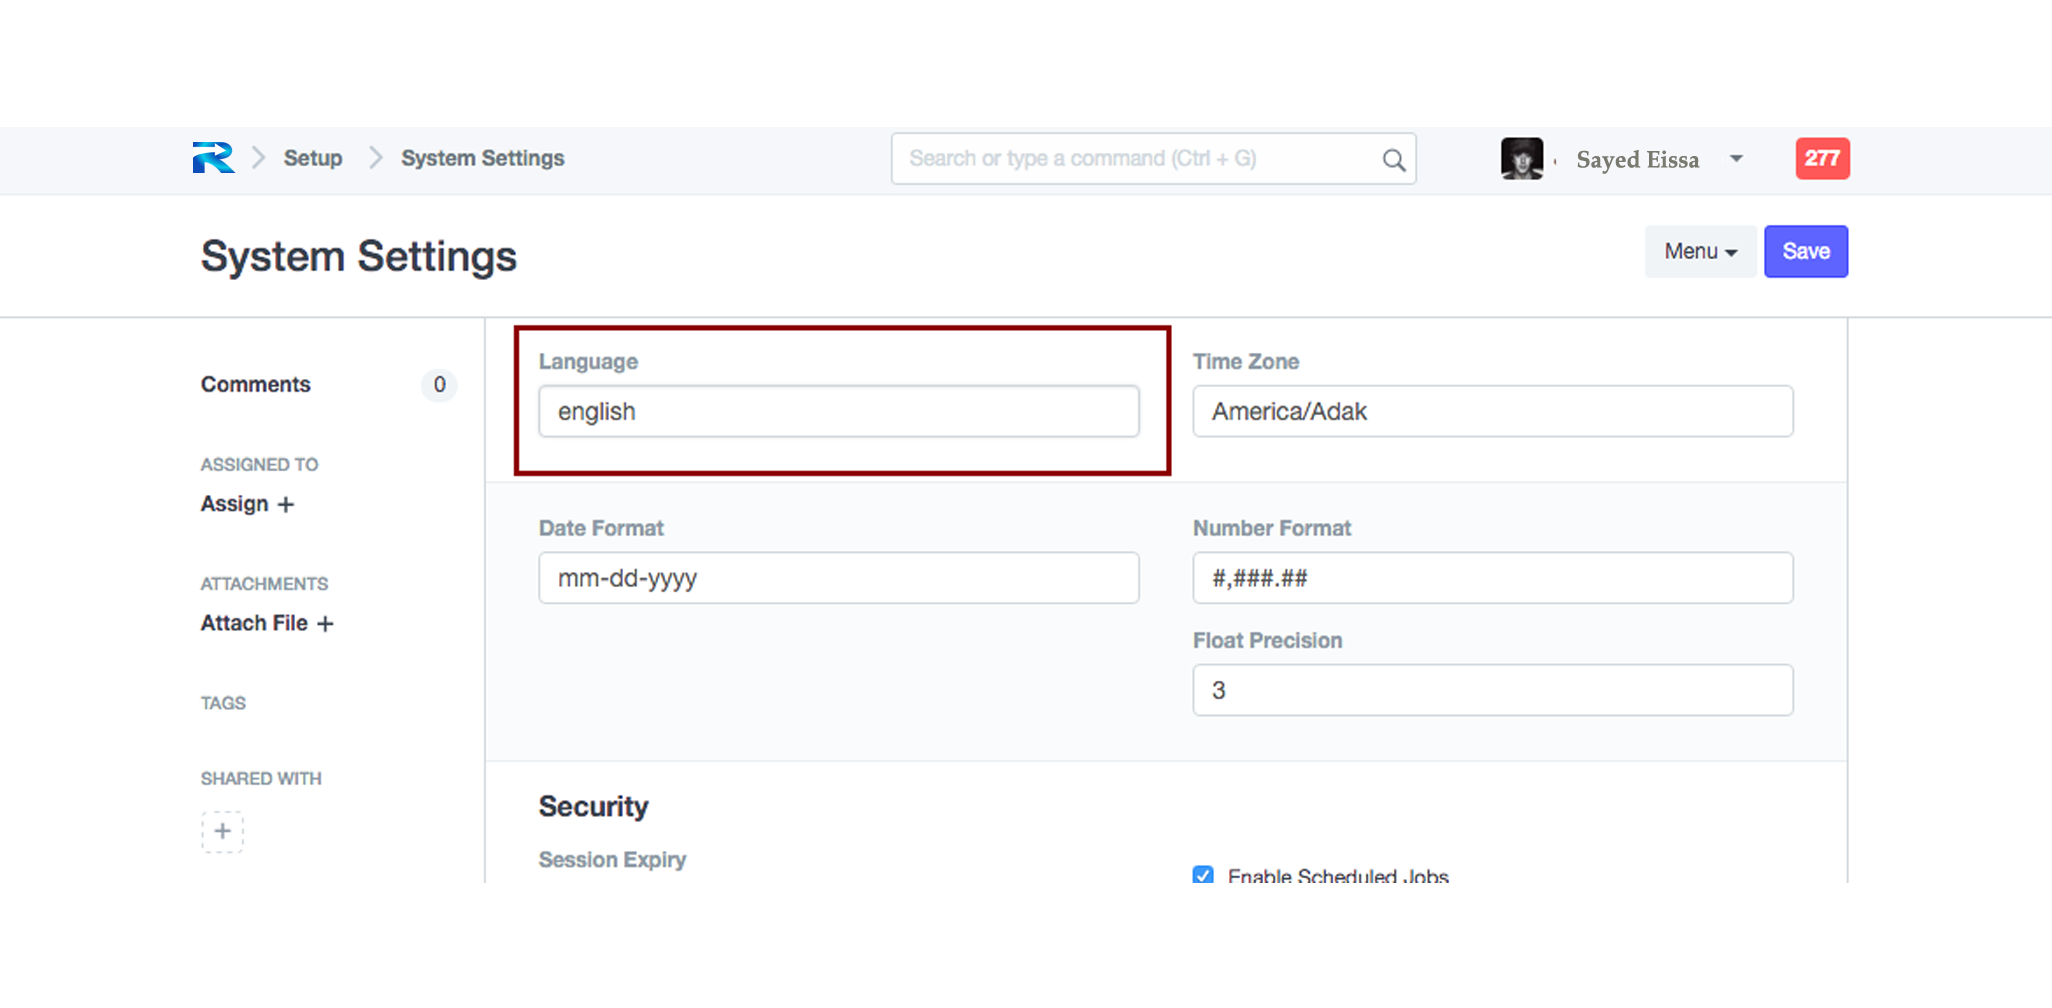 Setup System Settings Search or type a command (Ctrl + G) Sayed Eissa 277
System Settings Menu Save
Comments 0
ASSIGNED TO
Assign +
ATTACHMENTS
Attach File +
TAGS
SHARED WITH
+
Language
english
Time Zone
America/Adak
Date Format
mm-dd-yyyy
Number Format
#,###.##
Float Precision
3
Security
Session Expiry
Enable Scheduled Jobs